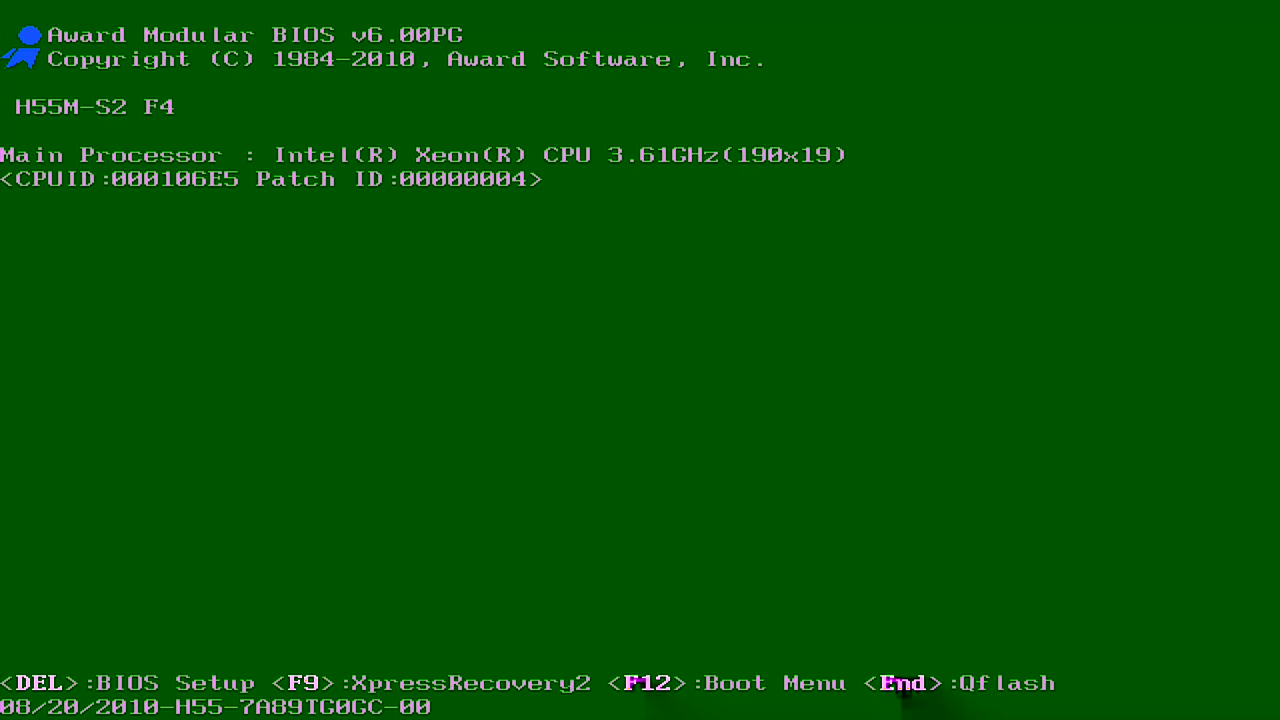 Award Modular BIOS v6.00PG
Copyright (C) 1984-2010, Award Software, Inc.
H55M-S2 F4
Main Processor : Intel(R) Xeon(R) CPU 3.61GHz(190x19)
<CPUID:000106E5 Patch ID:00000004>
<DEL>:BIOS Setup <F9>:XpressRecovery2 <F12>:Boot Menu <End>:Qflash
08/20/2010-H55-7A89TG0GC-00